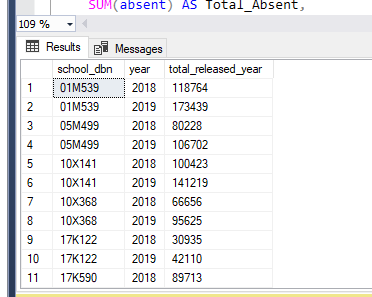 SUM(absent) AS Total_Absent,
109 %
Results Messages
school_dbn year total_released_year
1 01M539 2018 118764
2 01M539 2019 173439
3 05M499 2018 80228
4 05M499 2019 106702
5 10X141 2018 100423
6 10X141 2019 141219
7 10X368 2018 66656
8 10X368 2019 95625
9 17K122 2018 30935
10 17K122 2019 42110
11 17K590 2018 89713